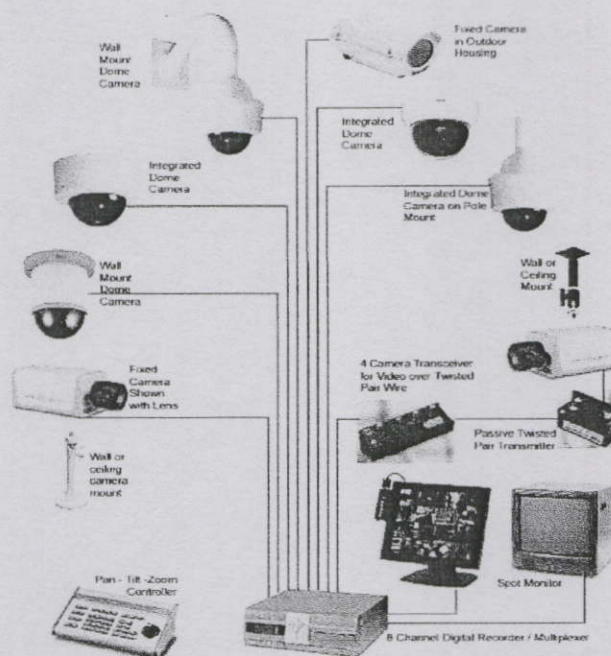 Wall
Mount
Dome
Camera
Fixed Camera
in Outdoor
Housing
Integrated
Dome
Camera
Integrated
Dome
Camera
Integrated Dome
Camera on Pole
Mount
Wall
Mount
Dome
Camera
Wall or
Ceiling
Mount
Fixed
Camera
Shown
with Lens
4 Camera Transceiver
for Video over Twisted
Pair Wire
Passive Twisted
Pair Transmitter
Wall or
ceiling
camera
mount
Spot Monitor
Pan - Tilt -Zoom
Controller
8 Channel Digital Recorder / Multiplexer